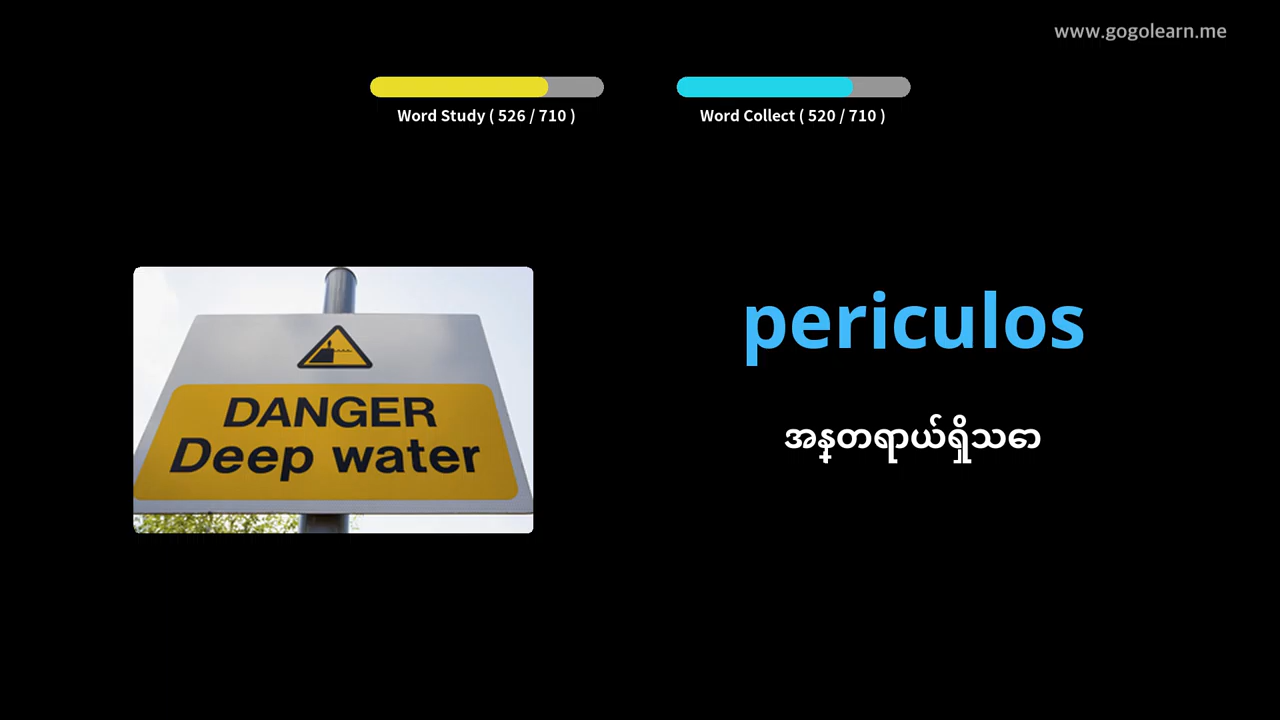 www.gogolearn.me
Word Study ( 526 / 710 )
Word Collect ( 520 / 710 )
DANGER
Deep water
periculos
အန္တရာယ်ရှိသော